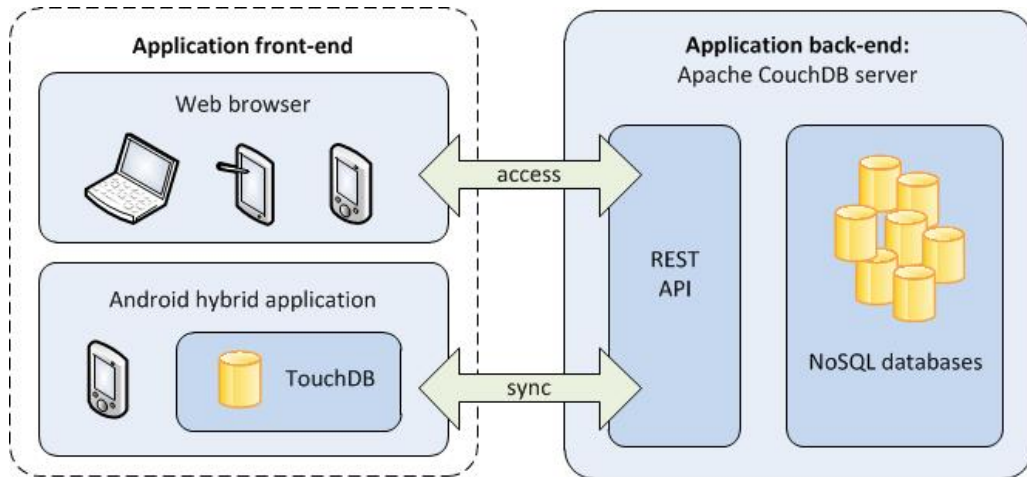 Application front-end
Web browser
Android hybrid application
TouchDB
access
sync
Application back-end:
Apache CouchDB server
REST
API
NoSQL databases